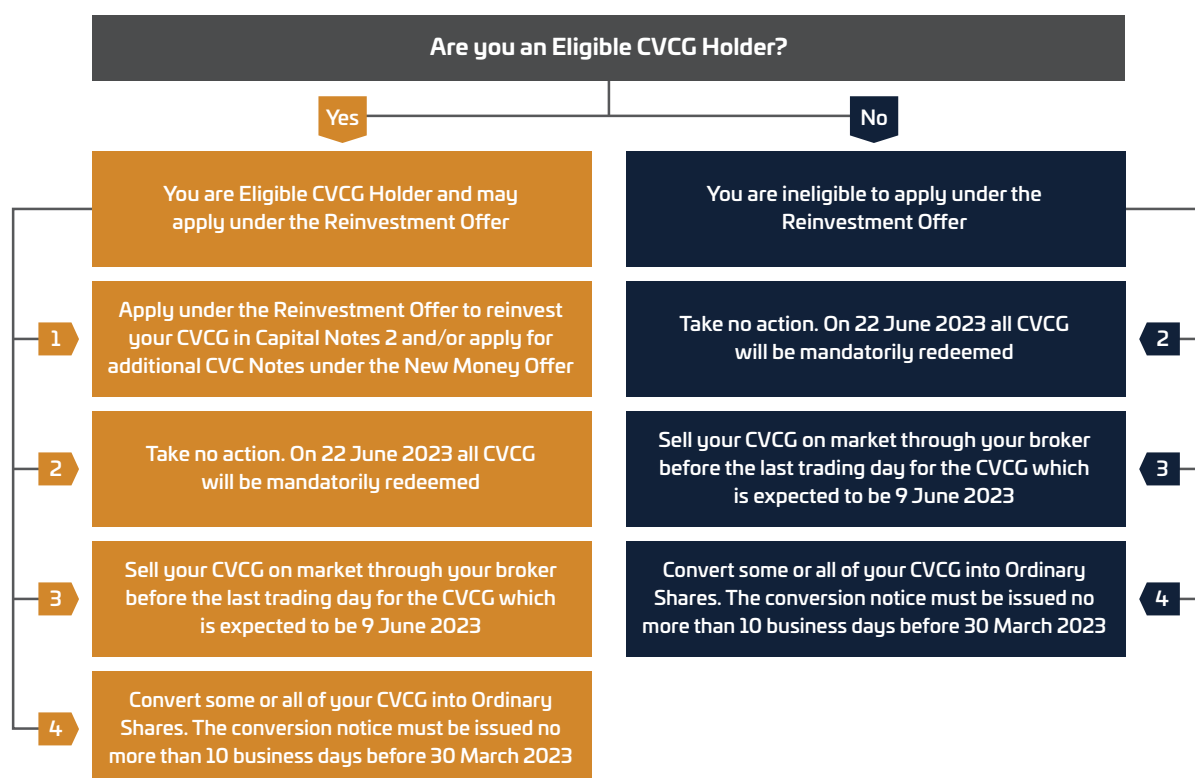 Are you an Eligible CVCG Holder?
Yes
No
You are Eligible CVCG Holder and may
apply under the Reinvestment Offer
1
Apply under the Reinvestment Offer to reinvest
your CVCG in Capital Notes 2 and/or apply for
additional CVC Notes under the New Money Offer
2
Take no action. On 22 June 2023 all CVCG
will be mandatorily redeemed
3
Sell your CVCG on market through your broker
before the last trading day for the CVCG which
is expected to be 9 June 2023
4
Convert some or all of your CVCG into Ordinary
Shares. The conversion notice must be issued no
more than 10 business days before 30 March 2023
You are ineligible to apply under the
Reinvestment Offer
Take no action. On 22 June 2023 all CVCG
will be mandatorily redeemed
2
Sell your CVCG on market through your broker
before the last trading day for the CVCG which
is expected to be 9 June 2023
3
Convert some or all of your CVCG into Ordinary
Shares. The conversion notice must be issued no
more than 10 business days before 30 March 2023
4